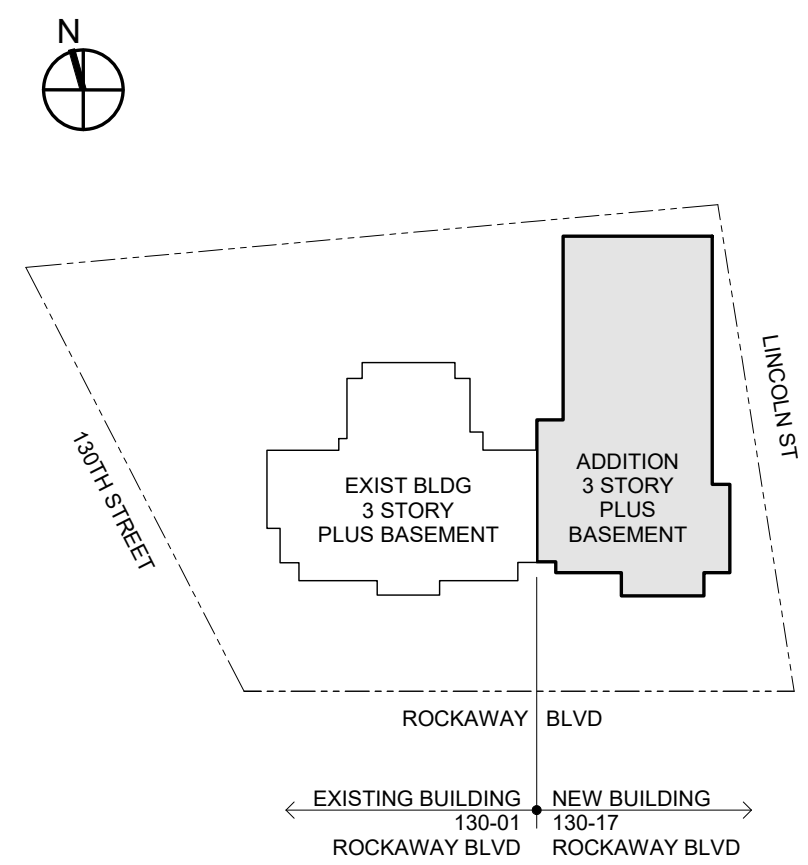 N
LINCOLN ST
130TH STREET
EXIST BLDG
3 STORY
PLUS BASEMENT
ADDITION
3 STORY
PLUS
BASEMENT
ROCKAWAY BLVD
EXISTING BUILDING
130-01
ROCKAWAY BLVD
NEW BUILDING
130-17
ROCKAWAY BLVD